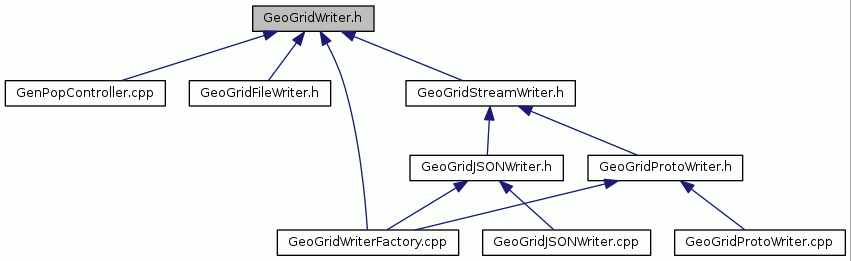 GeoGridWriter.h
GenPopController.cpp
GeoGridFileWriter.h
GeoGridStreamWriter.h
GeoGridJSONWriter.h
GeoGridProtoWriter.h
GeoGridWriterFactory.cpp
GeoGridJSONWriter.cpp
GeoGridProtoWriter.cpp